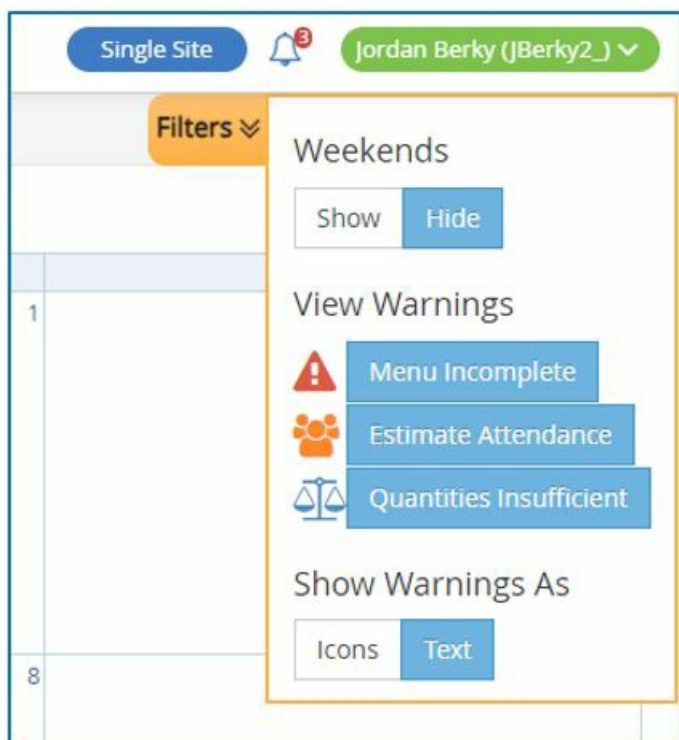 Single Site
3
Jordan Berky (JBerky2_)
Filters
Weekends
Show Hide
1
View Warnings
Menu Incomplete
Estimate Attendance
Quantities Insufficient
Show Warnings As
Icons Text
8